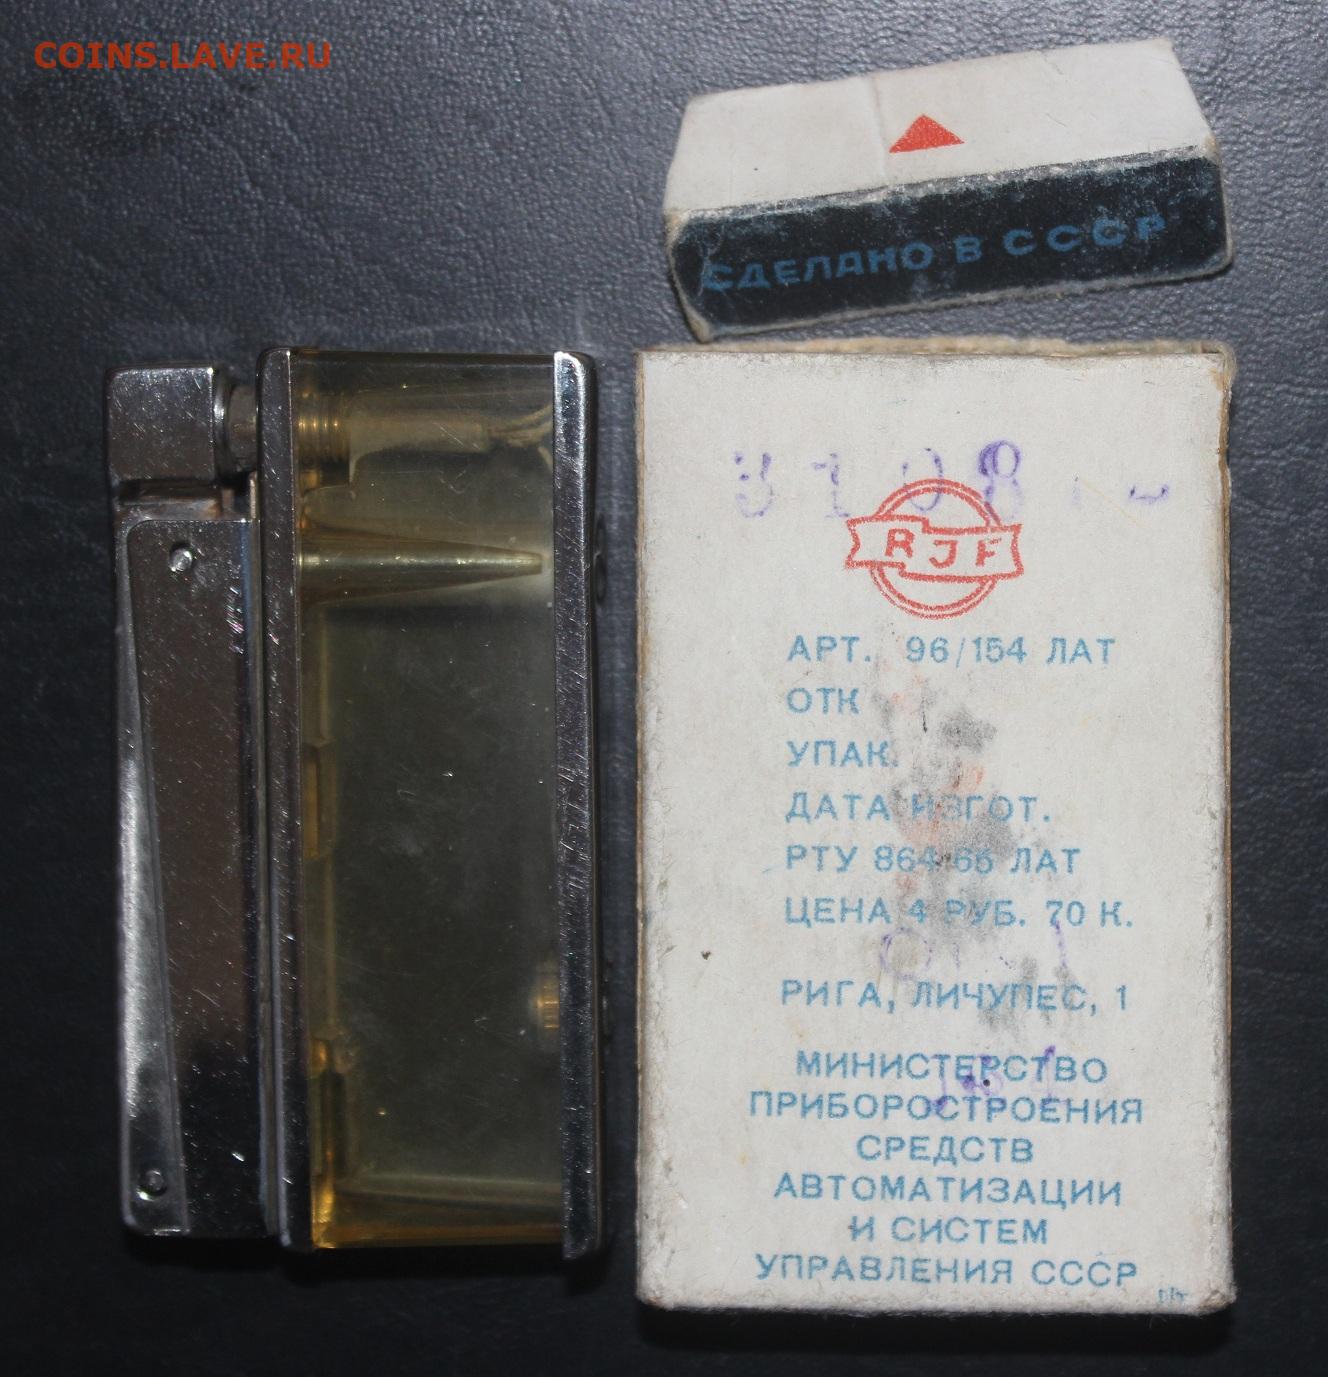 COINS.LAVE.RU
СДЕЛАНО В СССР
RJF
АРТ. 96/154 ЛАТ
ОТК
УПАК.
ДАТА ИЗГОТ.
РТУ 864-66 ЛАТ
ЦЕНА 4 РУБ. 70 К.
РИГА, ЛИЧУПЕС, 1
МИНИСТЕРСТВО
ПРИБОРОСТРОЕНИЯ
СРЕДСТВ
АВТОМАТИЗАЦИИ
И СИСТЕМ
УПРАВЛЕНИЯ СССР